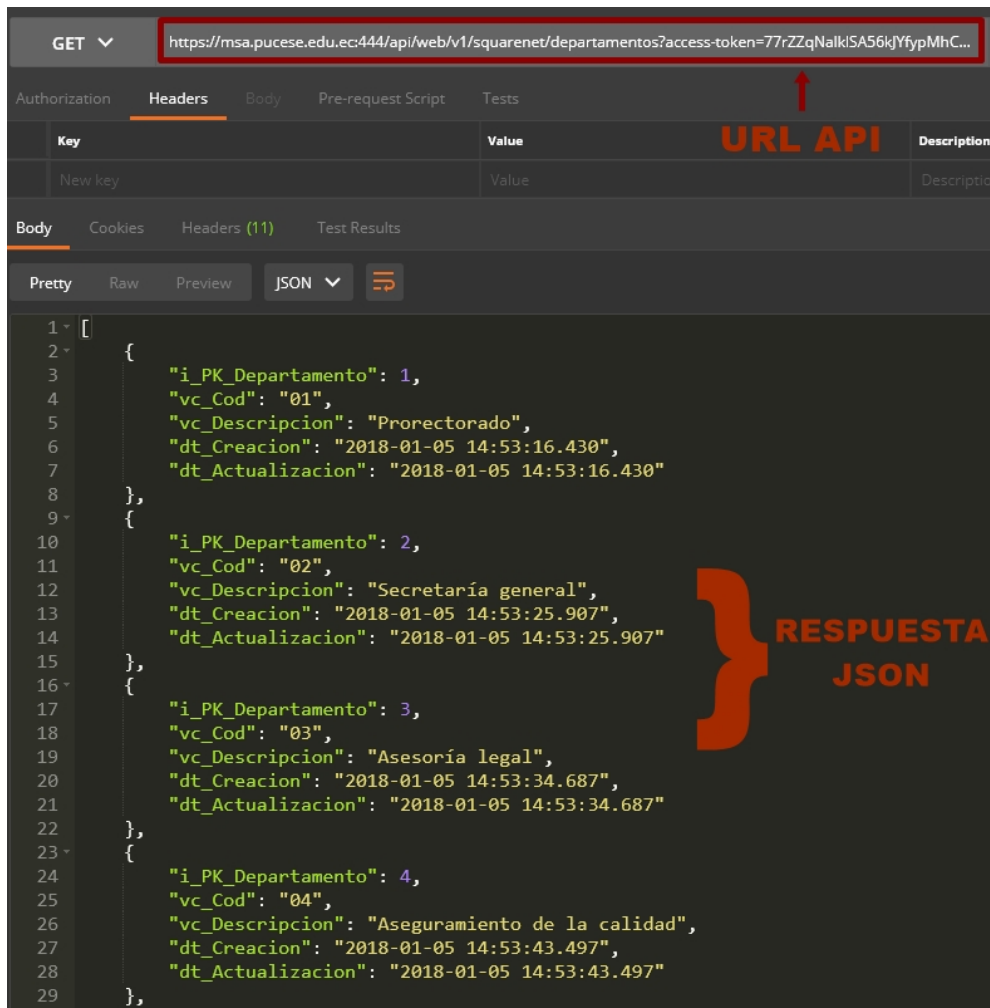 GET
https://msa.pucese.edu.ec:444/api/web/v1/squarenet/departamentos?access-token=77rZZqNalklSA56kJYfypMhC...
Authorization Headers Body Pre-request Script Tests
URL API
Key Value Description
New key Value Descriptio
Body Cookies Headers (11) Test Results
Pretty Raw Preview JSON
1 [
2 {
3 "i_PK_Departamento": 1,
4 "vc_Cod": "01",
5 "vc_Descripcion": "Prorectorado",
6 "dt_Creacion": "2018-01-05 14:53:16.430",
7 "dt_Actualizacion": "2018-01-05 14:53:16.430"
8 },
9 {
10 "i_PK_Departamento": 2,
11 "vc_Cod": "02",
12 "vc_Descripcion": "Secretaría general",
13 "dt_Creacion": "2018-01-05 14:53:25.907",
14 "dt_Actualizacion": "2018-01-05 14:53:25.907"
15 },
16 {
17 "i_PK_Departamento": 3,
18 "vc_Cod": "03",
19 "vc_Descripcion": "Asesoría legal",
20 "dt_Creacion": "2018-01-05 14:53:34.687",
21 "dt_Actualizacion": "2018-01-05 14:53:34.687"
22 },
23 {
24 "i_PK_Departamento": 4,
25 "vc_Cod": "04",
26 "vc_Descripcion": "Aseguramiento de la calidad",
27 "dt_Creacion": "2018-01-05 14:53:43.497",
28 "dt_Actualizacion": "2018-01-05 14:53:43.497"
29 },
} RESPUESTA
JSON